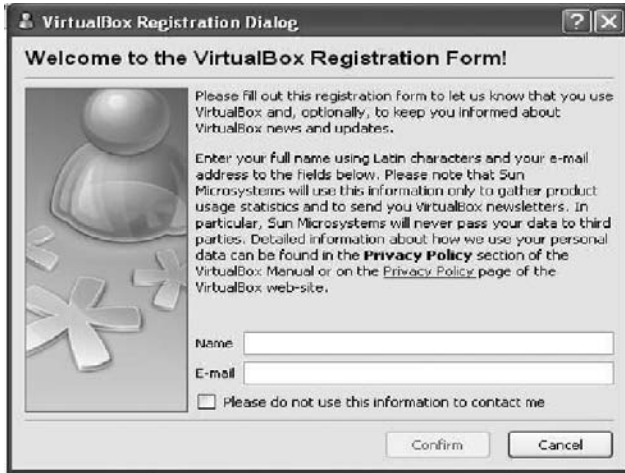 VirtualBox Registration Dialog
Welcome to the VirtualBox Registration Form!
Please fill out this registration form to let us know that you use
VirtualBox and, optionally, to keep you informed about
VirtualBox news and updates.
Enter your full name using Latin characters and your e-mail
address to the fields below. Please note that Sun
Microsystems will use this information only to gather product
usage statistics and to send you VirtualBox newsletters. In
particular, Sun Microsystems will never pass your data to third
parties. Detailed information about how we use your personal
data can be found in the Privacy Policy section of the
VirtualBox Manual or on the Privacy Policy page of the
VirtualBox web-site.
Name
E-mail
Please do not use this information to contact me
Confirm
Cancel